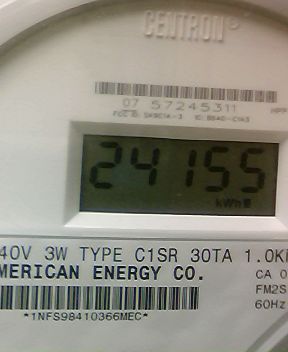 CENTRON®
07 57245311
24155
kWh
40V 3W TYPE C1SR 30TA 1.0K
MERICAN ENERGY CO.
CA 0
FM2S
60Hz
*1NFS98410366MEC*